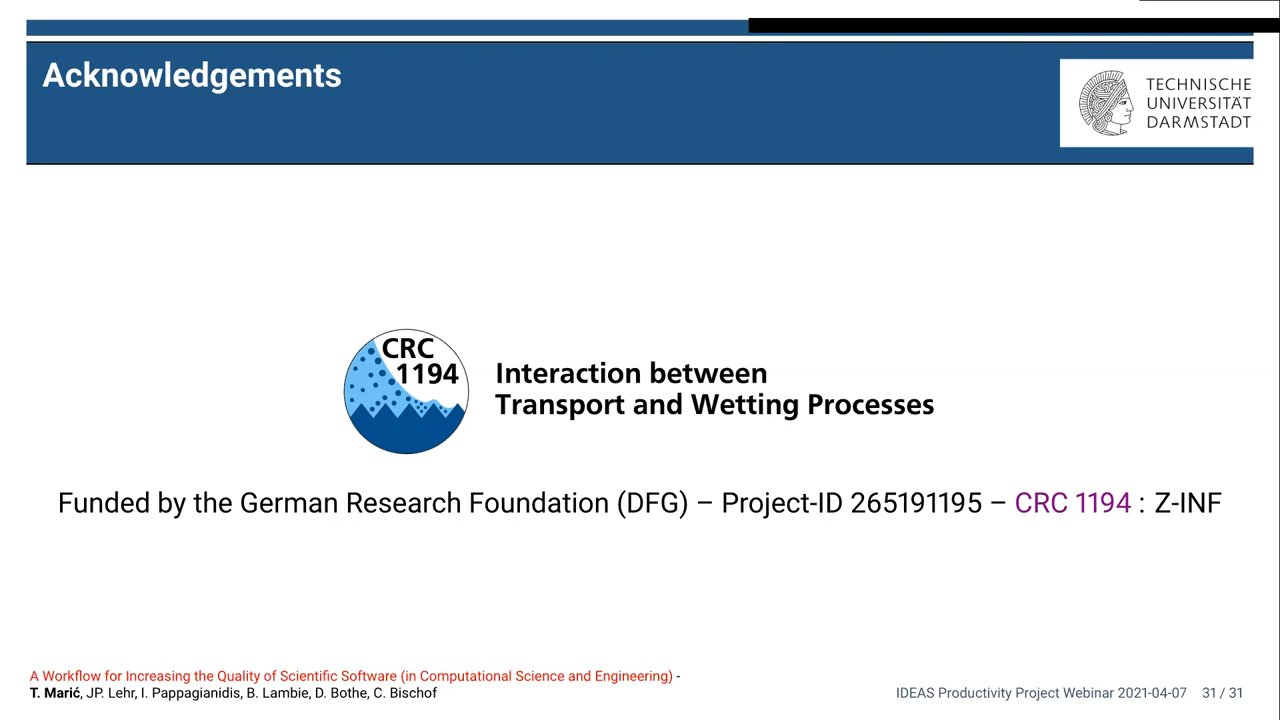 Acknowledgements
TECHNISCHE
UNIVERSITÄT
DARMSTADT
CRC
1194
Interaction between
Transport and Wetting Processes
Funded by the German Research Foundation (DFG) – Project-ID 265191195 – CRC 1194 : Z-INF
A Workflow for Increasing the Quality of Scientific Software (in Computational Science and Engineering) -
T. Marić, JP. Lehr, I. Pappagianidis, B. Lambie, D. Bothe, C. Bischof
IDEAS Productivity Project Webinar 2021-04-07 31 / 31